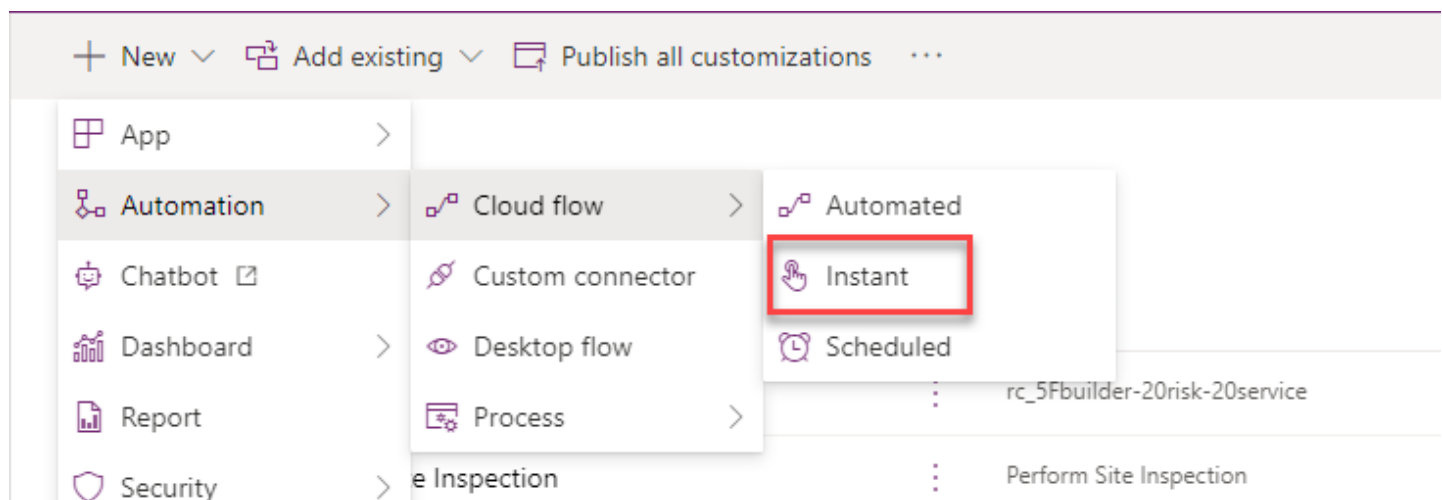 New Add existing Publish all customizations ...
App
Automation Cloud flow Automated
Chatbot Custom connector Instant
Dashboard Desktop flow Scheduled
rc_5Fbuilder-20risk-20service
Report Process
Security e Inspection Perform Site Inspection